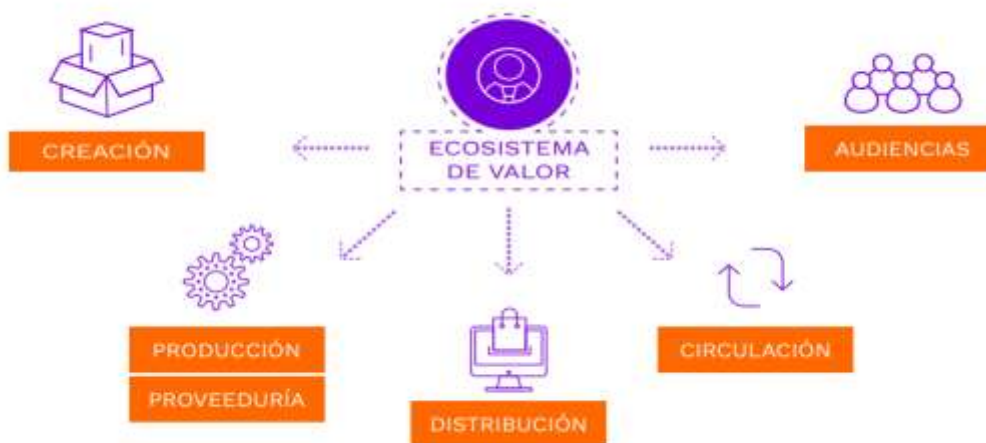 CREACIÓN
ECOSISTEMA
DE VALOR
AUDIENCIAS
PRODUCCIÓN
PROVEEDURÍA
DISTRIBUCIÓN
CIRCULACIÓN